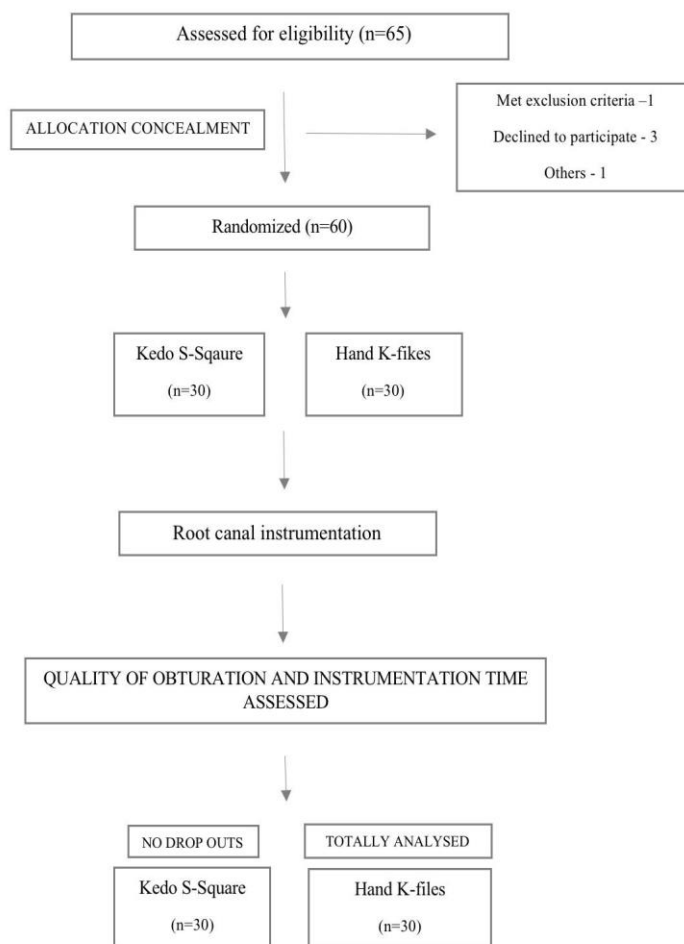 Assessed for eligibility (n=65)
Met exclusion criteria –1
Declined to participate - 3
Others - 1
ALLOCATION CONCEALMENT
Randomized (n=60)
Kedo S-Sqaure
(n=30)
Hand K-fikes
(n=30)
Root canal instrumentation
QUALITY OF OBTURATION AND INSTRUMENTATION TIME
ASSESSED
NO DROP OUTS
TOTALLY ANALYSED
Kedo S-Square
(n=30)
Hand K-files
(n=30)